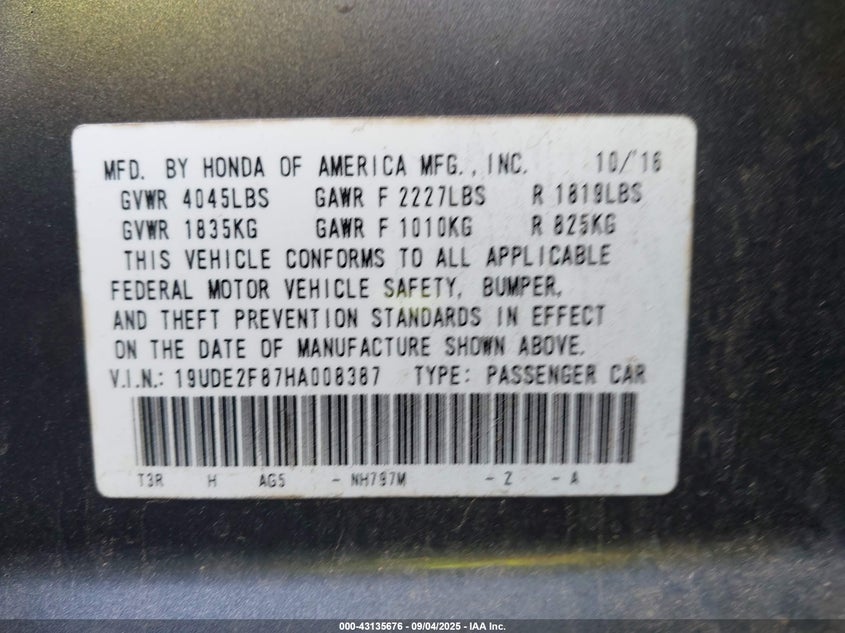 MFD. BY HONDA OF AMERICA MFG., INC. 10/'16
GVWR 4045LBS GAWR F 2227LBS R 1819LBS
GVWR 1835KG GAWR F 1010KG R 825KG
THIS VEHICLE CONFORMS TO ALL APPLICABLE
FEDERAL MOTOR VEHICLE SAFETY, BUMPER,
AND THEFT PREVENTION STANDARDS IN EFFECT
ON THE DATE OF MANUFACTURE SHOWN ABOVE.
V.I.N.: 19UDE2F87HA008387 TYPE: PASSENGER CAR
T3R H AG5 - NH797M - Z - A
000-43135676 - 09/04/2025 - IAA Inc.